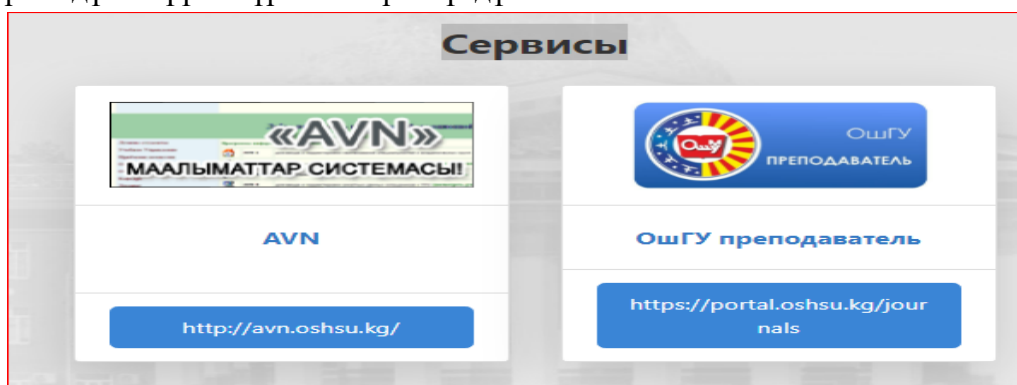 Сервисы
«AVN»
МААЛЫМАТТАР СИСТЕМАСЫ!
ОшГУ
ПРЕПОДАВАТЕЛЬ
ОшУ
AVN
ОшГУ преподаватель
http://avn.oshsu.kg/
https://portal.oshsu.kg/jour
nals